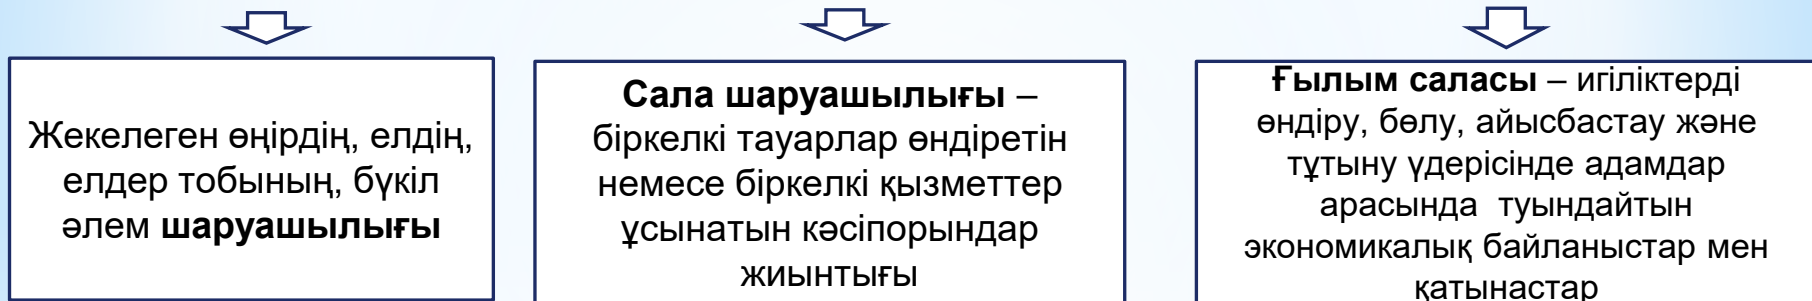 Жекелеген өңірдің, елдің,
елдер тобының, бүкіл
әлем шаруашылығы
Сала шаруашылығы –
біркелкі тауарлар өндіретін
немесе біркелкі қызметтер
ұсынатын кәсіпорындар
жиынтығы
Ғылым саласы – игіліктерді
өндіру, бөлу, айысбастау және
тұтыну үдерісінде адамдар
арасында туындайтын
экономикалық байланыстар мен
қатынастар